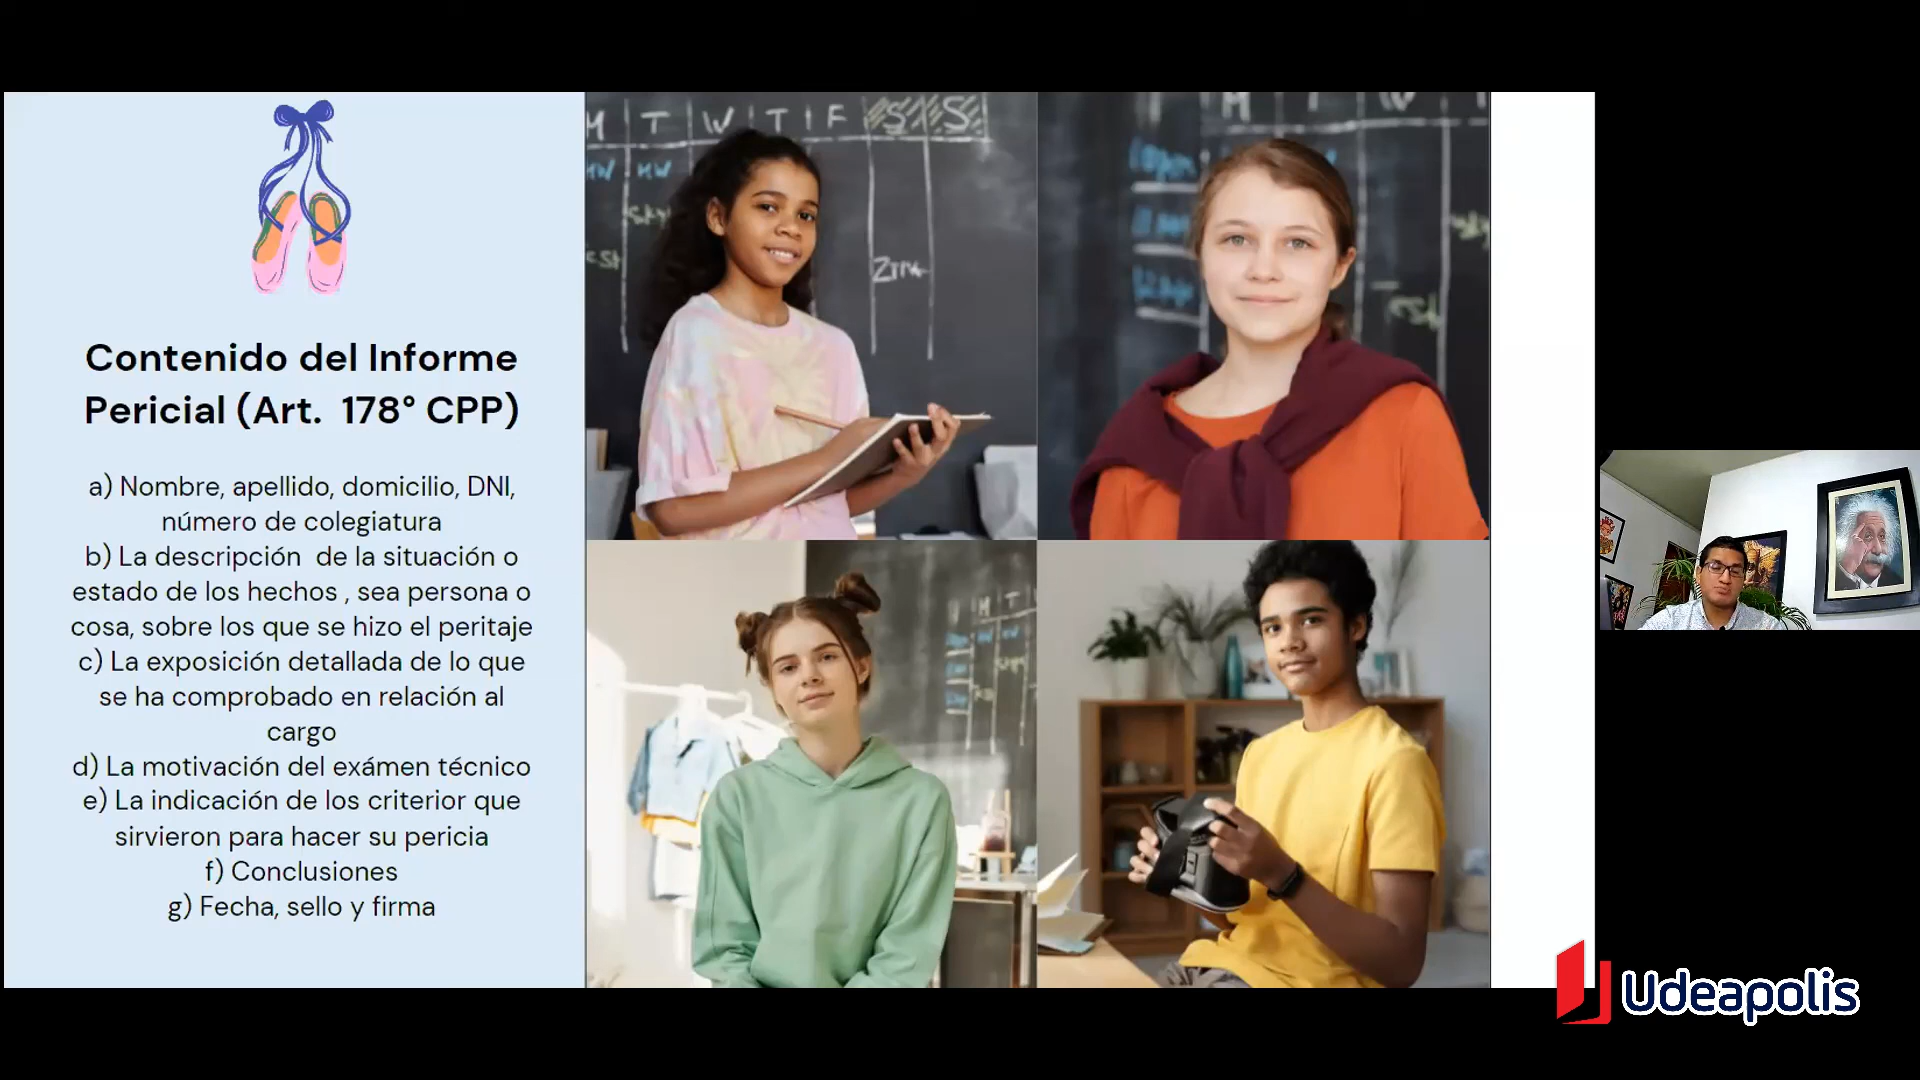 Contenido del Informe
Pericial (Art. 178° CPP)
a) Nombre, apellido, domicilio, DNI,
número de colegiatura
b) La descripción de la situación o
estado de los hechos , sea persona o
cosa, sobre los que se hizo el peritaje
c) La exposición detallada de lo que
se ha comprobado en relación al
cargo
d) La motivación del exámen técnico
e) La indicación de los criterior que
sirvieron para hacer su pericia
f) Conclusiones
g) Fecha, sello y firma
M T W T F S S
HW HW
Udeapolis